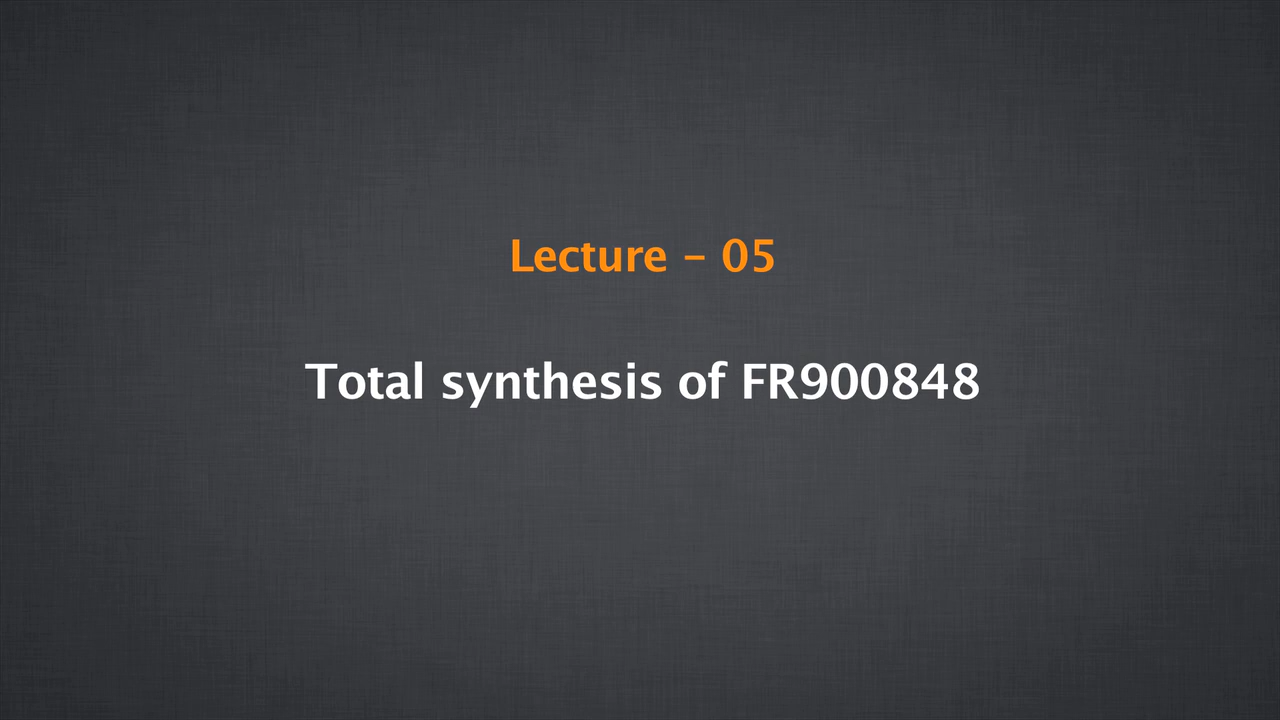 Lecture – 05
Total synthesis of FR900848